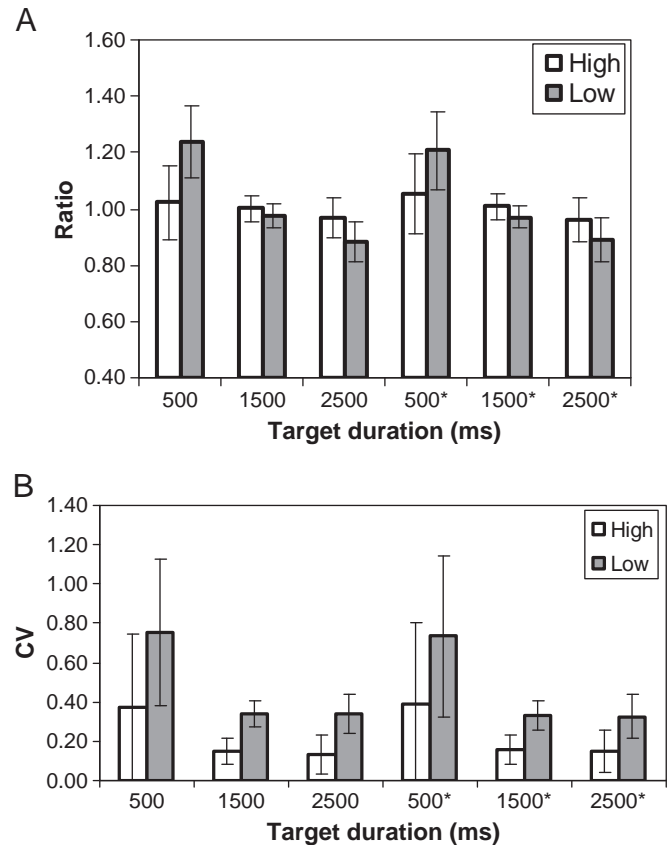 A
1.60
1.40
1.20
1.00
0.80
0.60
0.40
Ratio
High
Low
500 1500 2500 500* 1500* 2500*
Target duration (ms)
B
1.40
1.20
1.00
0.80
0.60
0.40
0.20
0.00
CV
High
Low
500 1500 2500 500* 1500* 2500*
Target duration (ms)